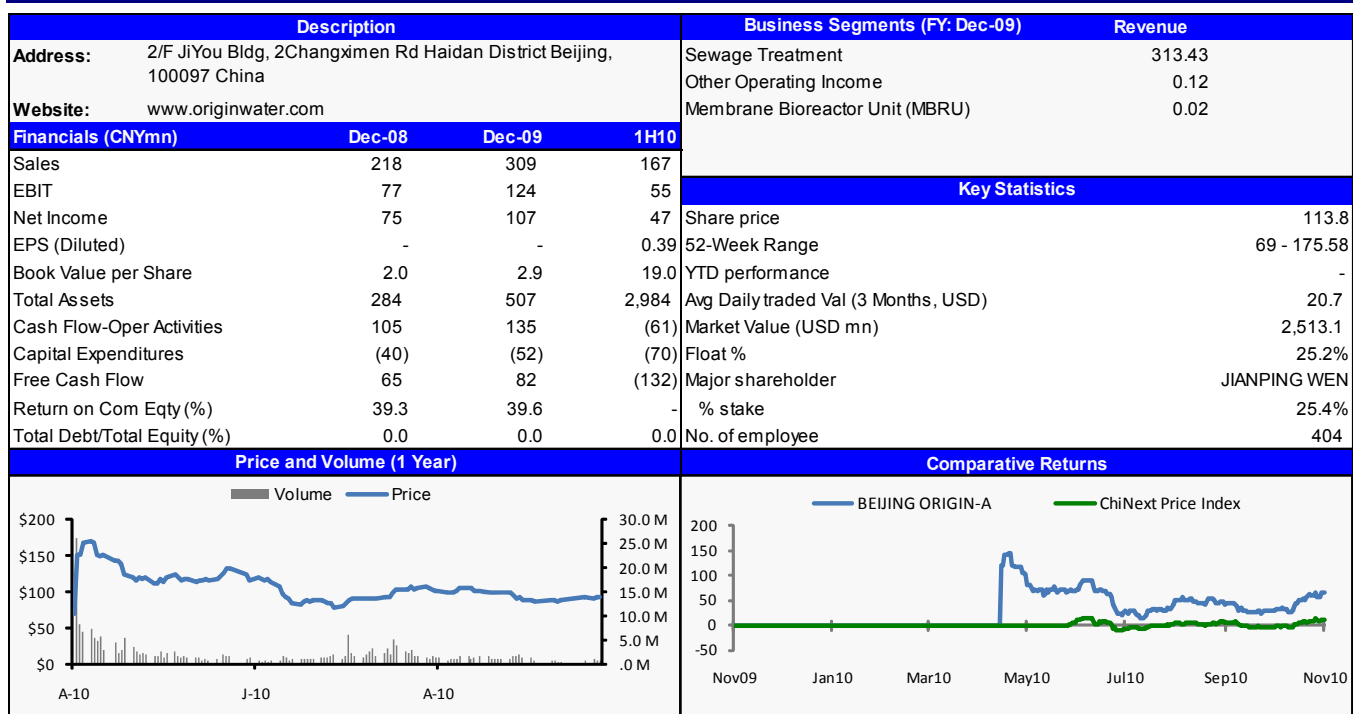 Description
Address: 2/F JiYou Bldg, 2Changximen Rd Haidan District Beijing,
100097 China
Website: www.originwater.com
Financials (CNYmn) Dec-08 Dec-09 1H10
Sales 218 309 167
EBIT 77 124 55
Net Income 75 107 47
EPS (Diluted) - - 0.39
Book Value per Share 2.0 2.9 19.0
Total Assets 284 507 2,984
Cash Flow-Oper Activities 105 135 (61)
Capital Expenditures (40) (52) (70)
Free Cash Flow 65 82 (132)
Return on Com Eqty (%) 39.3 39.6 -
Total Debt/Total Equity (%) 0.0 0.0 0.0
Business Segments (FY: Dec-09) Revenue
Sewage Treatment 313.43
Other Operating Income 0.12
Membrane Bioreactor Unit (MBRU) 0.02
Key Statistics
Share price 113.8
52-Week Range 69 - 175.58
YTD performance -
Avg Daily traded Val (3 Months, USD) 20.7
Market Value (USD mn) 2,513.1
Float % 25.2%
Major shareholder JIANPING WEN
% stake 25.4%
No. of employee 404
Price and Volume (1 Year)
Volume Price
$200 30.0 M
25.0 M
$150 20.0 M
$100 15.0 M
10.0 M
$50 5.0 M
$0 .0 M
A-10 J-10 A-10
Comparative Returns
BEIJING ORIGIN-A ChiNext Price Index
200
150
100
50
0
-50
Nov09 Jan10 Mar10 May10 Jul10 Sep10 Nov10